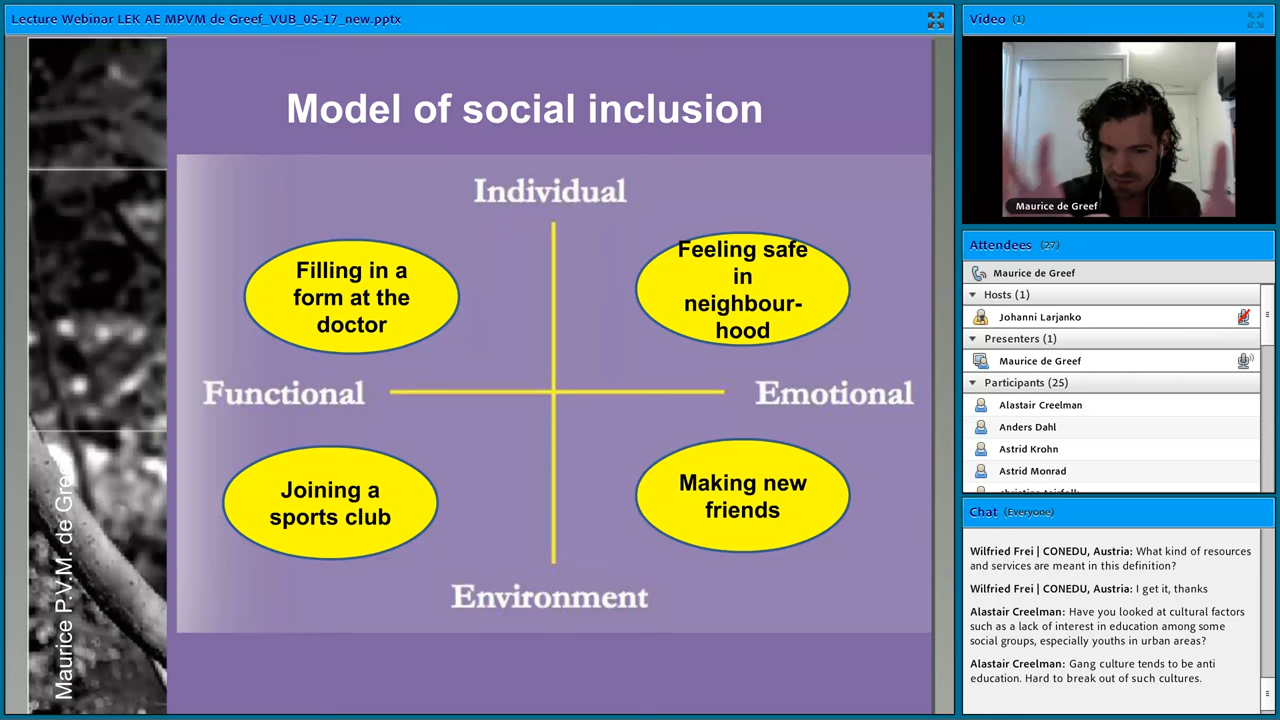 Lecture Webinar LEK AE MPVM de Greef_VUB_05-17_new.pptx
Maurice P.V.M. de Greef
Model of social inclusion
Individual
Filling in a
form at the
doctor
Feeling safe
in
neighbour-
hood
Functional
Emotional
Joining a
sports club
Making new
friends
Environment
Video (1)
Maurice de Greef
Attendees (27)
Maurice de Greef
Hosts (1)
Johanni Larjanko
Presenters (1)
Maurice de Greef
Participants (25)
Alastair Creelman
Anders Dahl
Astrid Krohn
Astrid Monrad
Chat (Everyone)
Wilfried Frei | CONEDU, Austria: What kind of resources
and services are meant in this definition?
Wilfried Frei | CONEDU, Austria: I get it, thanks
Alastair Creelman: Have you looked at cultural factors
such as a lack of interest in education among some
social groups, especially youths in urban areas?
Alastair Creelman: Gang culture tends to be anti
education. Hard to break out of such cultures.